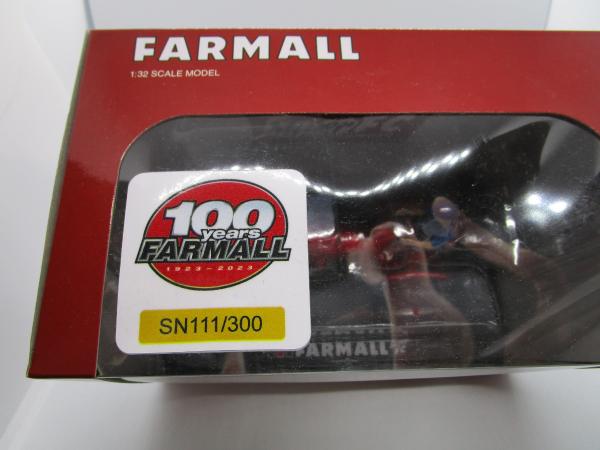 FARMALL
1:32 SCALE MODEL
100
years
FARMALL
1923-2023
SN111/300
FARMALL